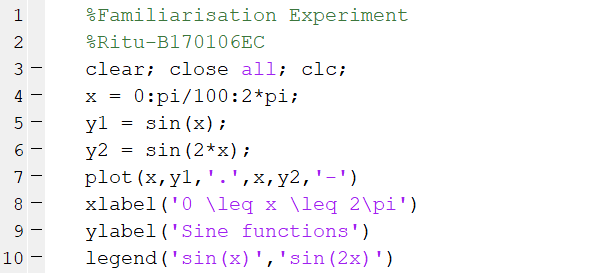 1 %Familiarisation Experiment
2 %Ritu-B170106EC
3 - clear; close all; clc;
4 - x = 0:pi/100:2*pi;
5 - y1 = sin(x);
6 - y2 = sin(2*x);
7 - plot(x,y1,'.',x,y2,'-')
8 - xlabel('0 \leq x \leq 2\pi')
9 - ylabel('Sine functions')
10 - legend('sin(x)','sin(2x)')